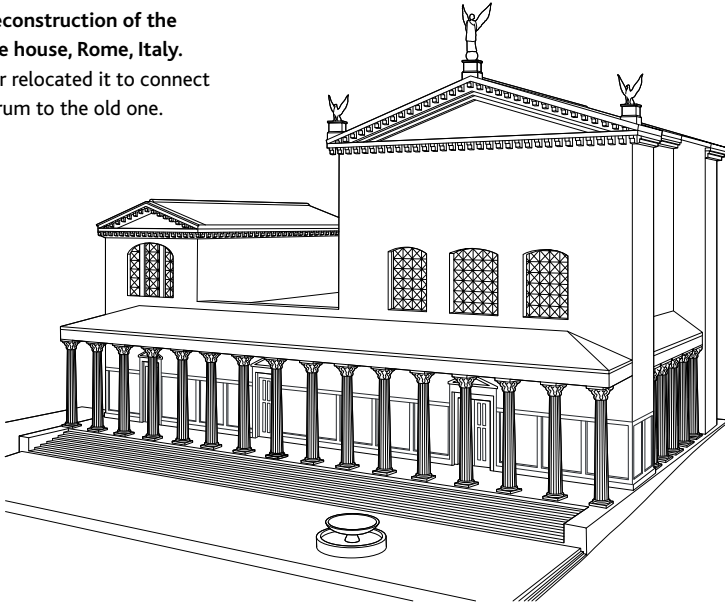 econstruction of the
e house, Rome, Italy.
r relocated it to connect
rum to the old one.